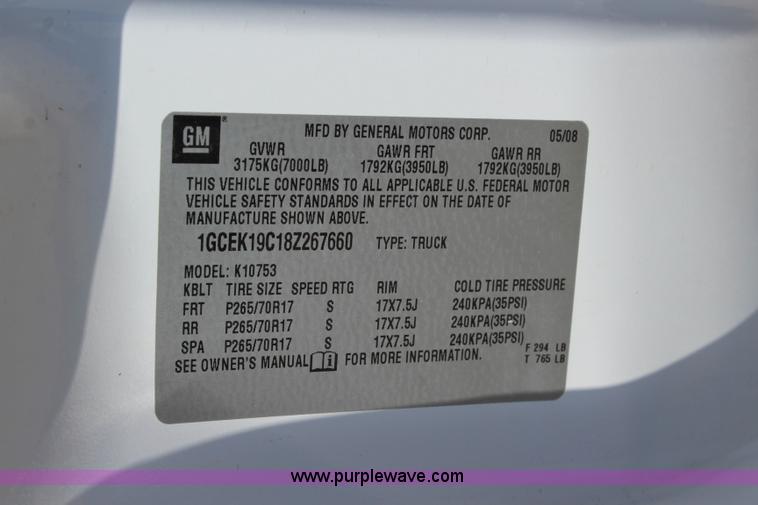 GM ® MFD BY GENERAL MOTORS CORP. 05/08
GVWR GAWR FRT GAWR RR
3175KG(7000LB) 1792KG(3950LB) 1792KG(3950LB)
THIS VEHICLE CONFORMS TO ALL APPLICABLE U.S. FEDERAL MOTOR
VEHICLE SAFETY STANDARDS IN EFFECT ON THE DATE OF
MANUFACTURE SHOWN ABOVE.
1GCEK19C18Z267660 TYPE: TRUCK
MODEL: K10753
KBLT TIRE SIZE SPEED RTG RIM COLD TIRE PRESSURE
FRT P265/70R17 S 17X7.5J 240KPA(35PSI)
RR P265/70R17 S 17X7.5J 240KPA(35PSI)
SPA P265/70R17 S 17X7.5J 240KPA(35PSI) F 294 LB
SEE OWNER'S MANUAL i FOR MORE INFORMATION. T 765 LB
www.purplewave.com